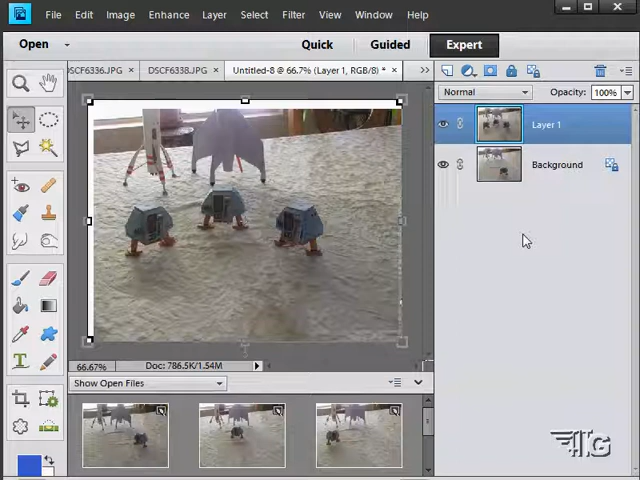 File Edit Image Enhance Layer Select Filter View Window Help
Open Quick Guided Expert
DSCF6336.JPG × DSCF6338.JPG × Untitled-8 @ 66.7% (Layer 1, RGB/8) * ×
Normal Opacity: 100%
Layer 1
Background
66.67% Doc: 786.5K/1.54M
Show Open Files
T